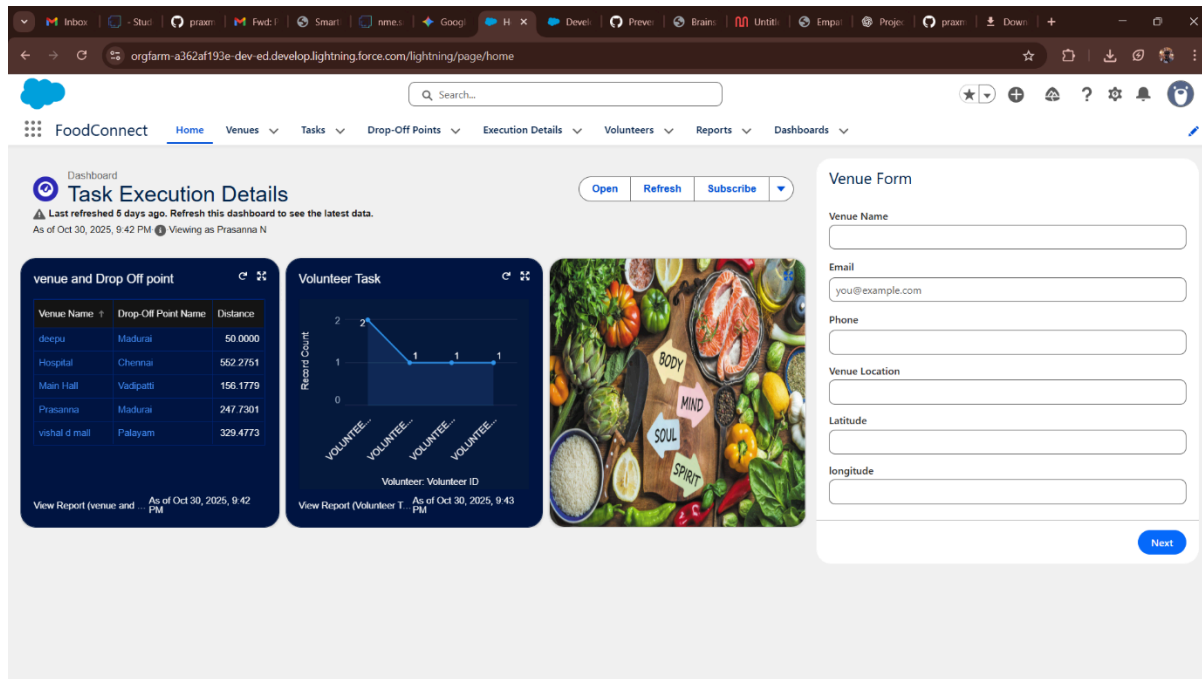 Inbox
- Stud
praxm
Fwd: F
Smart
nme.s
Googl
H
Devel
Prever
Brains
Untitl
Empat
Projec
praxm
Down
orgfarm-a362af193e-dev-ed.develop.lightning.force.com/lightning/page/home
Search...
FoodConnect
Home
Venues
Tasks
Drop-Off Points
Execution Details
Volunteers
Reports
Dashboards
Dashboard
Task Execution Details
Last refreshed 5 days ago. Refresh this dashboard to see the latest data.
As of Oct 30, 2025, 9:42 PM Viewing as Prasanna N
Open
Refresh
Subscribe
venue and Drop Off point
Venue Name ↑ Drop-Off Point Name Distance
deepu Madurai 50.0000
Hospital Chennai 552.2751
Main Hall Vadipatti 156.1779
Prasanna Madurai 247.7301
vishal d mall Palayam 329.4773
View Report (venue and ...
As of Oct 30, 2025, 9:42
PM
Volunteer Task
Record Count
2
1
0
2
1
1
1
VOLUNTEE...
VOLUNTEE...
VOLUNTEE...
VOLUNTEE...
Volunteer: Volunteer ID
View Report (Volunteer T...
As of Oct 30, 2025, 9:43
PM
BODY
MIND
SOUL
SPIRIT
Venue Form
Venue Name
Email
you@example.com
Phone
Venue Location
Latitude
longitude
Next